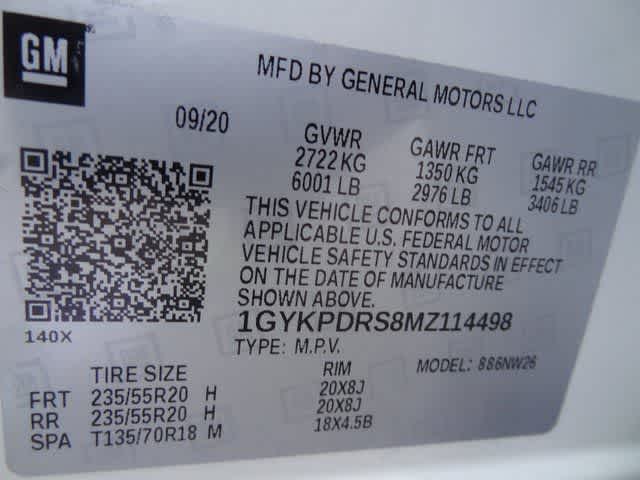 GM
MFD BY GENERAL MOTORS LLC
09/20
GVWR
2722 KG
6001 LB
GAWR FRT
1350 KG
2976 LB
GAWR RR
1545 KG
3406 LB
THIS VEHICLE CONFORMS TO ALL
APPLICABLE U.S. FEDERAL MOTOR
VEHICLE SAFETY STANDARDS IN EFFECT
ON THE DATE OF MANUFACTURE
SHOWN ABOVE.
140X
1GYKPDRS8MZ114498
TYPE: M.P.V.
MODEL: 886NW26
TIRE SIZE RIM
FRT 235/55R20 H 20X8J
RR 235/55R20 H 20X8J
SPA T135/70R18 M 18X4.5B